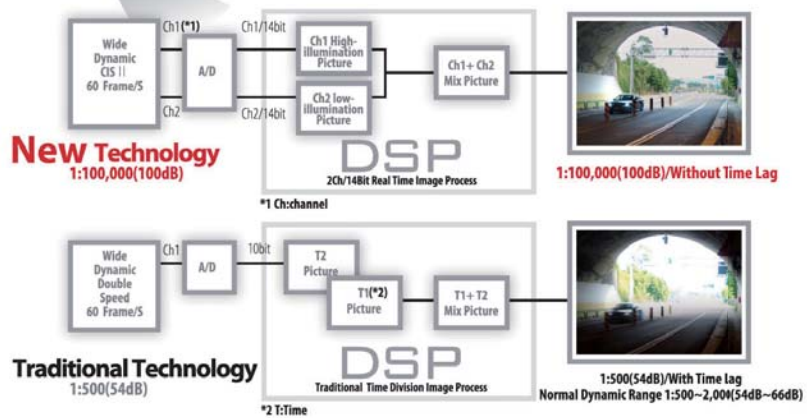 Wide
Dynamic
CIS II
60 Frame/S
Ch1(*1)
Ch2
A/D
Ch1/14bit
Ch2/14bit
Ch1 High-
illumination
Picture
Ch2 low-
illumination
Picture
Ch1+ Ch2
Mix Picture
DSP
2Ch/14Bit Real Time Image Process
New Technology
1:100,000(100dB)
1:100,000(100dB)/Without Time Lag
*1 Ch:channel
Wide
Dynamic
Double
Speed
60 Frame/S
Ch1
A/D
10bit
T2
Picture
T1(*2)
Picture
T1+ T2
Mix Picture
DSP
Traditional Time Division Image Process
Traditional Technology
1:500(54dB)
1:500(54dB)/With Time lag
Normal Dynamic Range 1:500~2,000(54dB~66dB)
*2 T:Time